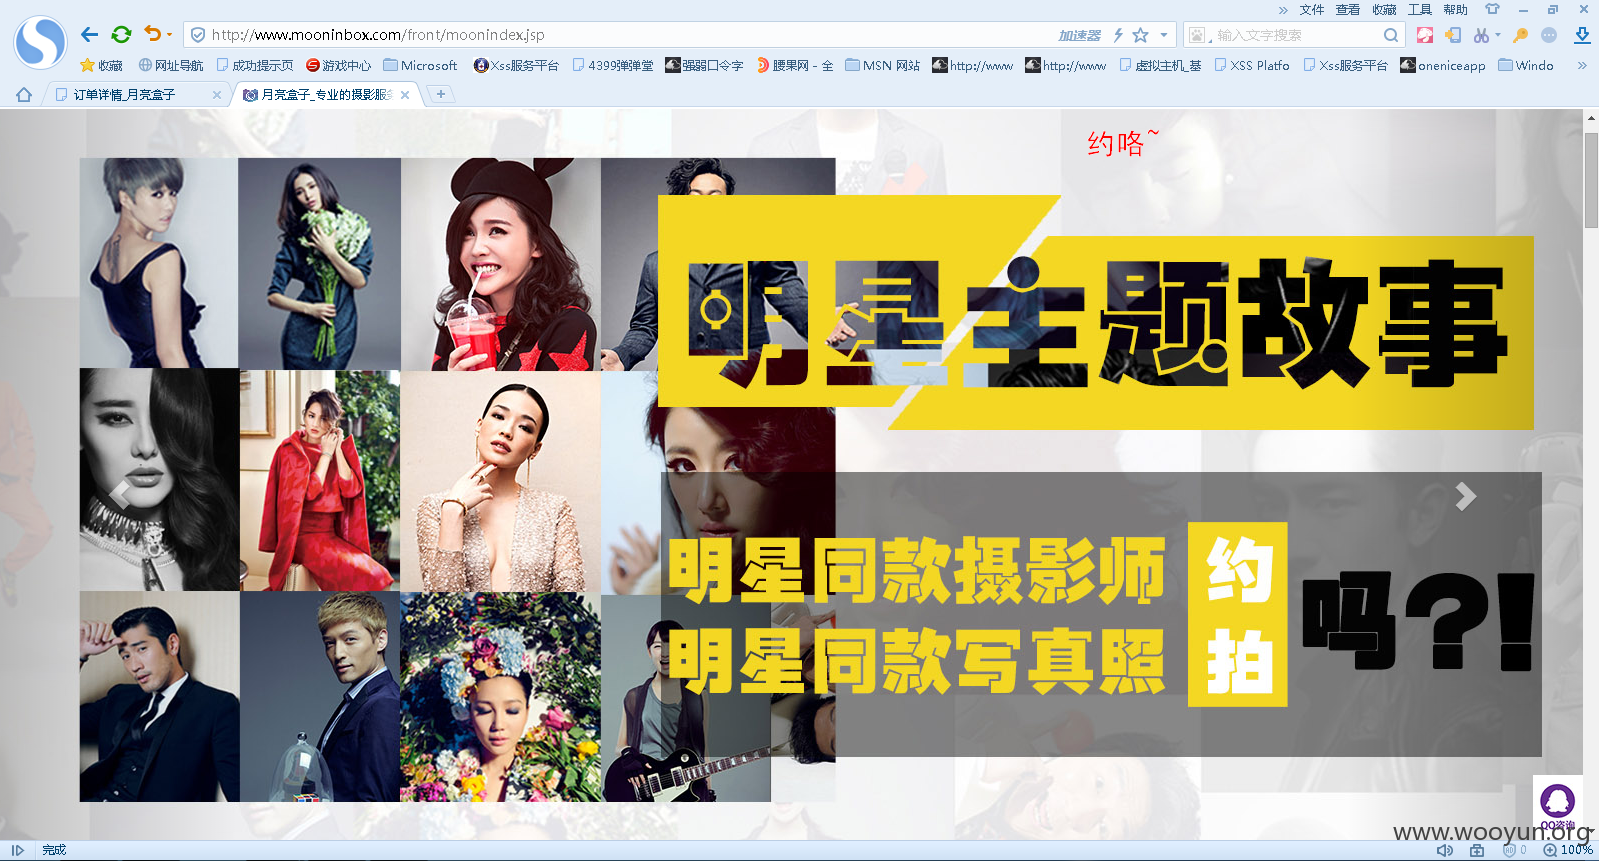 文件 查看 收藏 工具 帮助
http://www.mooninbox.com/front/moonindex.jsp
加速器
输入文字搜索
收藏 网址导航 成功提示页 游戏中心 Microsoft Xss服务平台 4399弹弹堂 强弱口令字 腰果网 - 全 MSN 网站 http://www http://www 虚拟主机_基 XSS Platfo Xss服务平台 oneniceapp Windo
订单详情_月亮盒子 月亮盒子_专业的摄影服
约咯~
明星主题故事
明星同款摄影师
明星同款写真照
约拍
吗?!
QQ咨询
www.wooyun.org
完成
0
100%